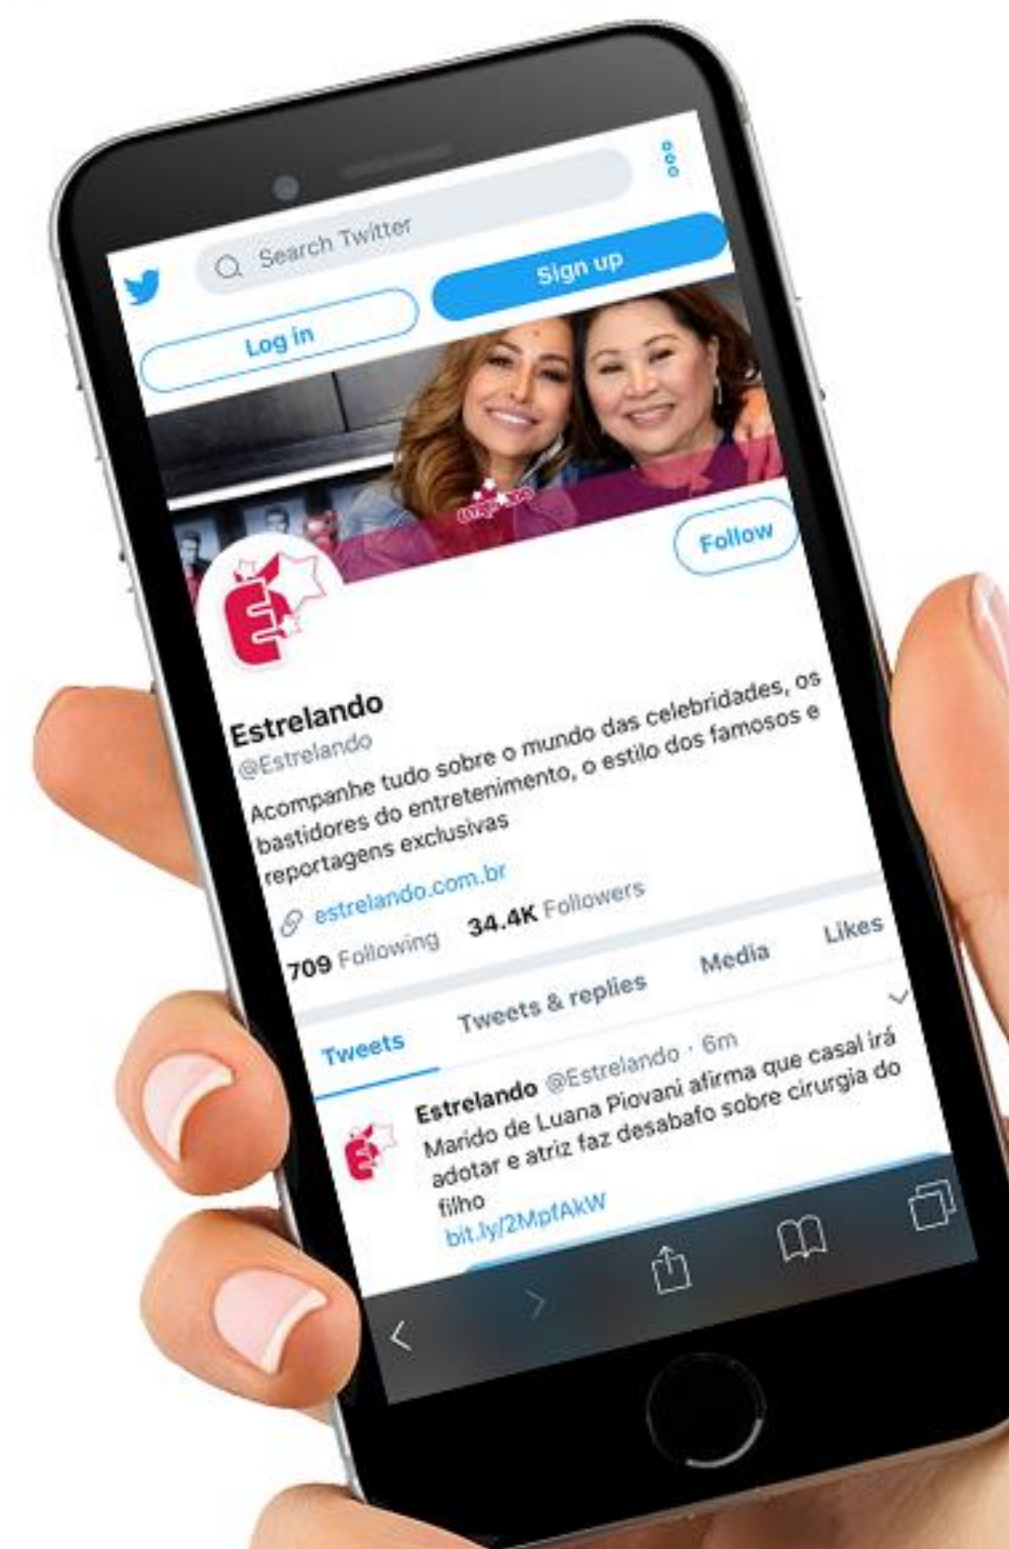 Search Twitter
Log in
Sign up
Follow
Estrelando
@Estrelando
Acompanhe tudo sobre o mundo das celebridades, os
bastidores do entretenimento, o estilo dos famosos e
reportagens exclusivas
estrelando.com.br
709 Following 34.4K Followers
Tweets Tweets & replies Media Likes
Estrelando @Estrelando · 6m
Marido de Luana Piovani afirma que casal irá
adotar e atriz faz desabafo sobre cirurgia do
filho
bit.ly/2MpfAkW